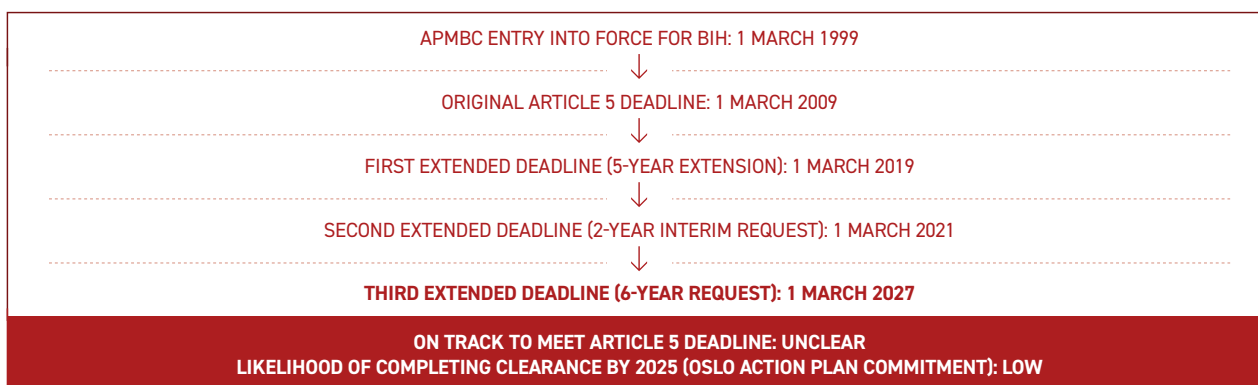 APMBC ENTRY INTO FORCE FOR BIH: 1 MARCH 1999
ORIGINAL ARTICLE 5 DEADLINE: 1 MARCH 2009
FIRST EXTENDED DEADLINE (5-YEAR EXTENSION): 1 MARCH 2019
SECOND EXTENDED DEADLINE (2-YEAR INTERIM REQUEST): 1 MARCH 2021
THIRD EXTENDED DEADLINE (6-YEAR REQUEST): 1 MARCH 2027
ON TRACK TO MEET ARTICLE 5 DEADLINE: UNCLEAR
LIKELIHOOD OF COMPLETING CLEARANCE BY 2025 (OSLO ACTION PLAN COMMITMENT): LOW